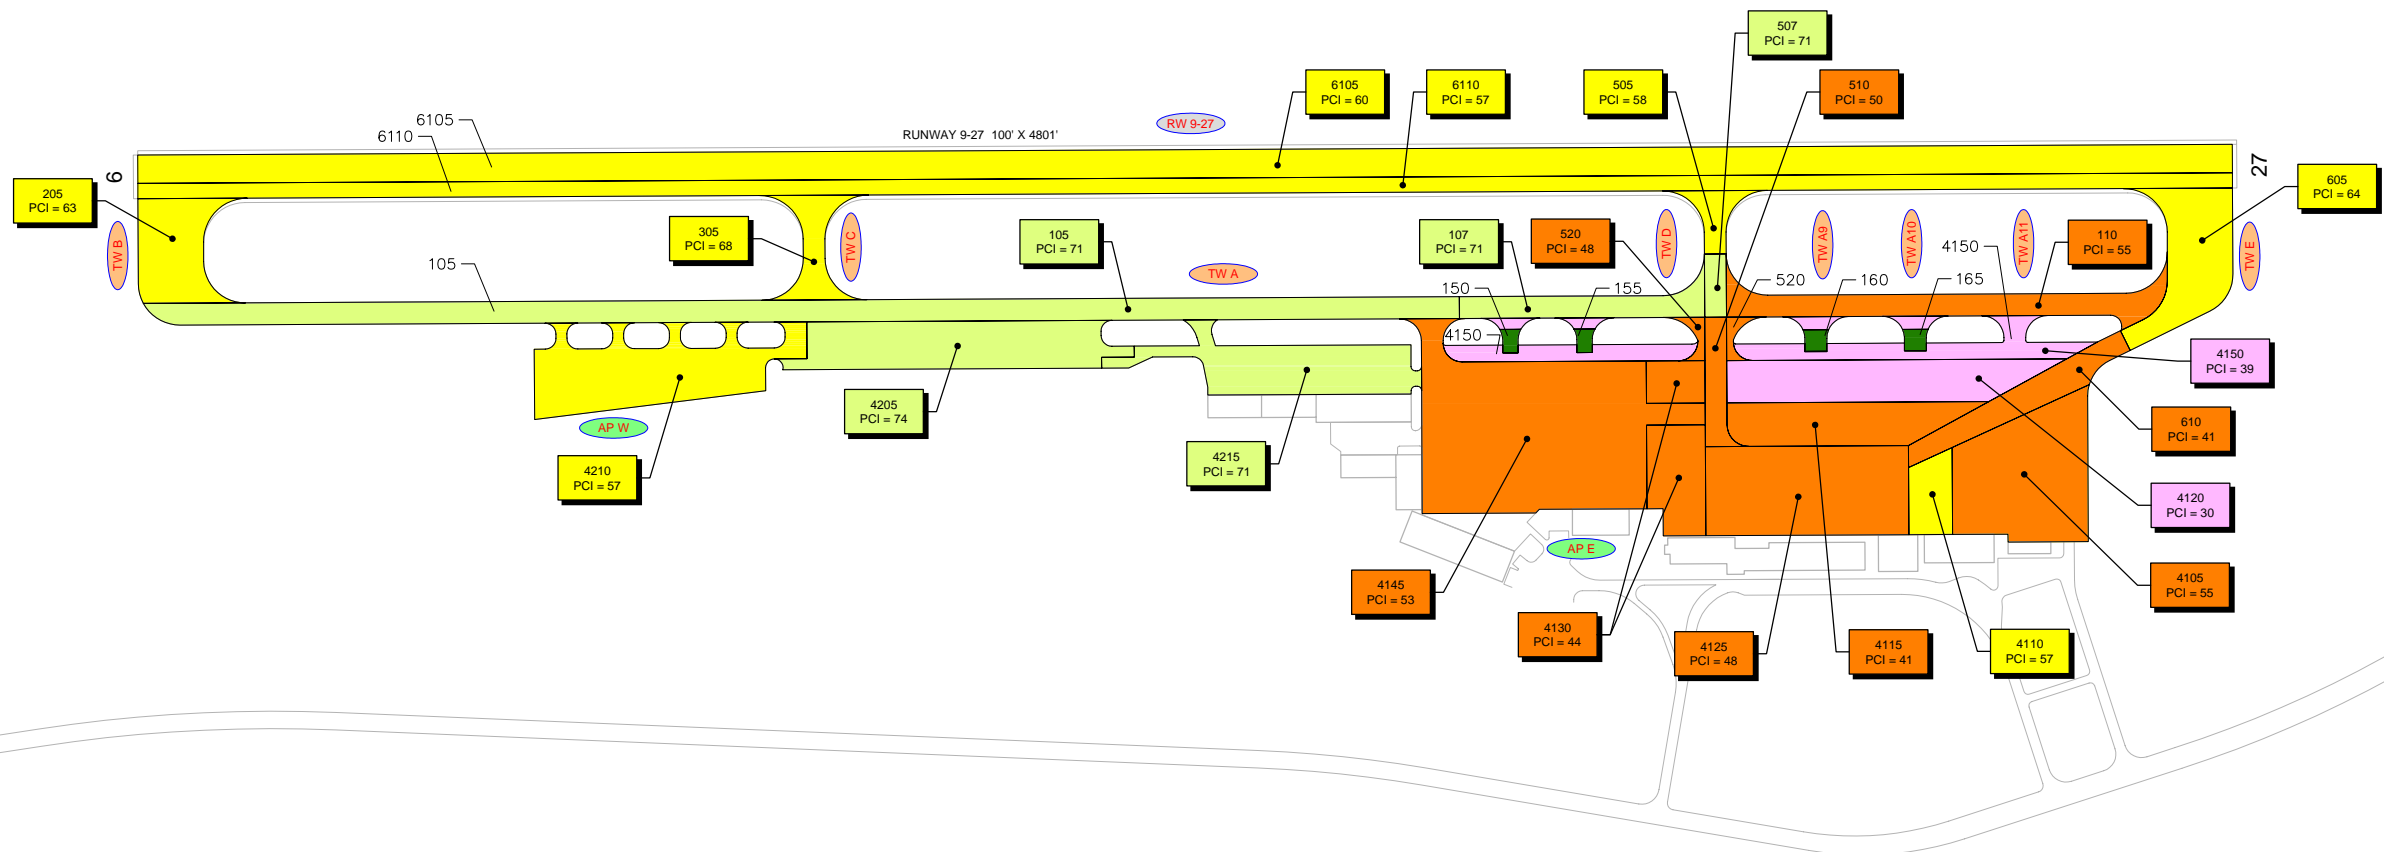 507
PCI = 71
6105
PCI = 60
6110
PCI = 57
505
PCI = 58
510
PCI = 50
6105
6110
RUNWAY 9-27 100' X 4801'
RW 9-27
9
27
205
PCI = 63
605
PCI = 64
TW B
305
PCI = 68
TW C
105
PCI = 71
107
PCI = 71
520
PCI = 48
TW D
TW A9
TW A10
4150
TW A11
110
PCI = 55
TW E
105
TW A
150
155
520
160
165
4150
4150
PCI = 39
4205
PCI = 74
AP W
4210
PCI = 57
4215
PCI = 71
610
PCI = 41
4120
PCI = 30
AP E
4145
PCI = 53
4105
PCI = 55
4130
PCI = 44
4125
PCI = 48
4115
PCI = 41
4110
PCI = 57